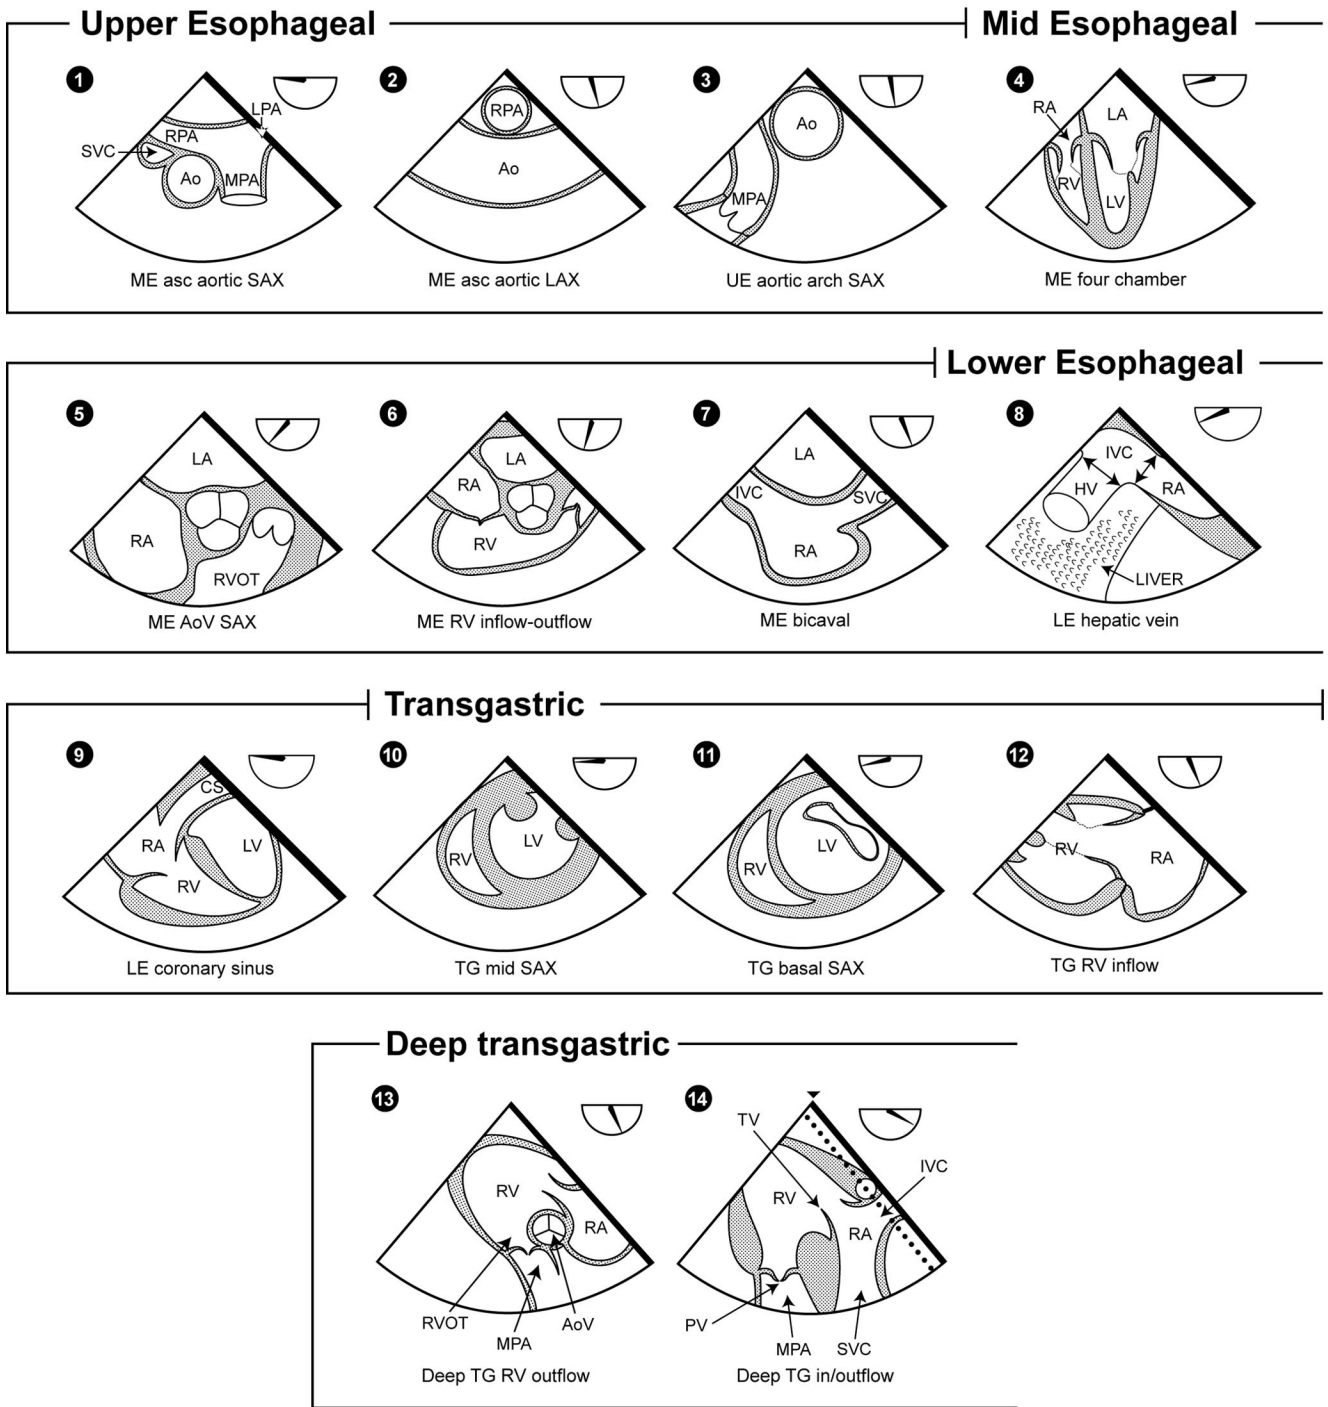 Upper Esophageal
Mid Esophageal
1
LPA
RPA
SVC
Ao
MPA
ME asc aortic SAX
2
RPA
Ao
ME asc aortic LAX
3
Ao
MPA
UE aortic arch SAX
4
RA
LA
RV
LV
ME four chamber
Lower Esophageal
5
LA
RA
RVOT
ME AoV SAX
6
LA
RA
RV
ME RV inflow-outflow
7
LA
IVC
SVC
RA
ME bicaval
8
IVC
HV
RA
LIVER
LE hepatic vein
Transgastric
9
CS
RA
LV
RV
LE coronary sinus
10
RV
LV
TG mid SAX
11
LV
RV
TG basal SAX
12
RV
RA
TG RV inflow
Deep transgastric
13
RV
RA
RVOT
MPA
AoV
Deep TG RV outflow
14
TV
IVC
RV
RA
PV
MPA
SVC
Deep TG in/outflow